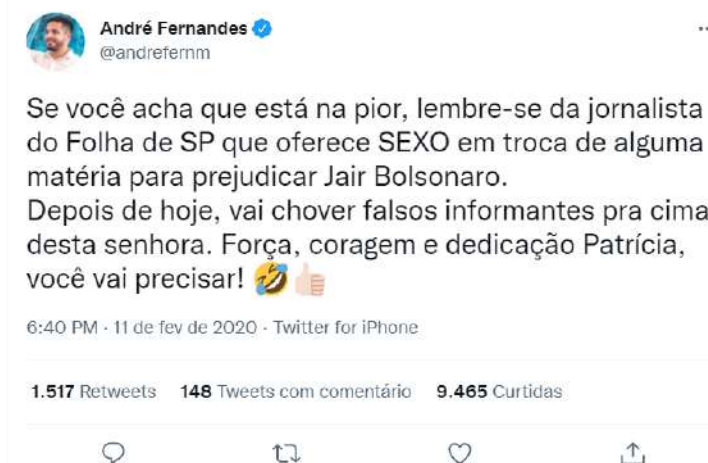 André Fernandes
@andrefernm
Se você acha que está na pior, lembre-se da jornalista
do Folha de SP que oferece SEXO em troca de alguma
matéria para prejudicar Jair Bolsonaro.
Depois de hoje, vai chover falsos informantes pra cima
desta senhora. Força, coragem e dedicação Patrícia,
você vai precisar! 🤣👍🏻
6:40 PM · 11 de fev de 2020 · Twitter for iPhone
1.517 Retweets 148 Tweets com comentário 9.465 Curtidas